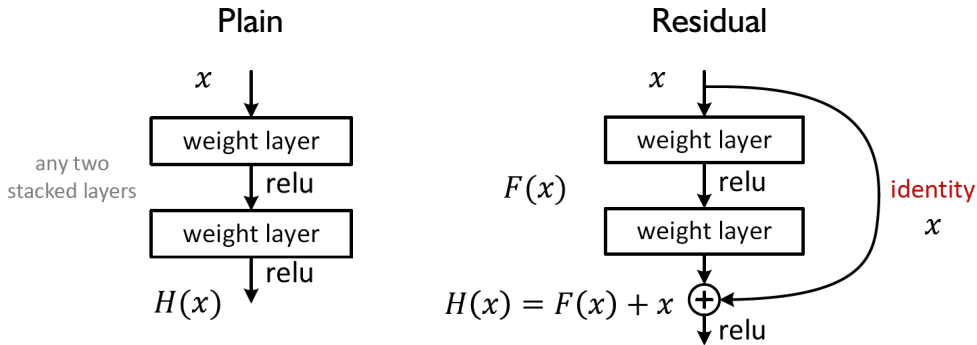 Plain
x
weight layer
any two
stacked layers
relu
weight layer
relu
H(x)
Residual
x
weight layer
F(x)
relu
identity
x
weight layer
H(x) = F(x) + x
+
relu